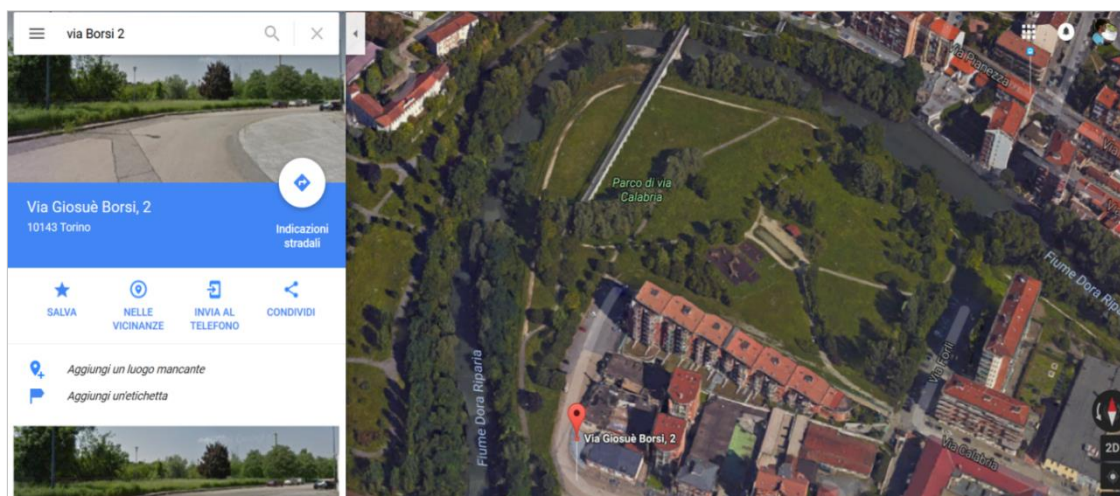 via Borsi 2
Via Giosuè Borsi, 2
10143 Torino
Indicazioni
stradali
SALVA
NELLE
VICINANZE
INVIA AL
TELEFONO
CONDIVIDI
Aggiungi un luogo mancante
Aggiungi un'etichetta
Via Pianezza
Parco di via
Calabria
Fiume Dora
Via Forlì
Fiume Dora Riparia
Via Giosuè Borsi, 2
Via Calabria
2D